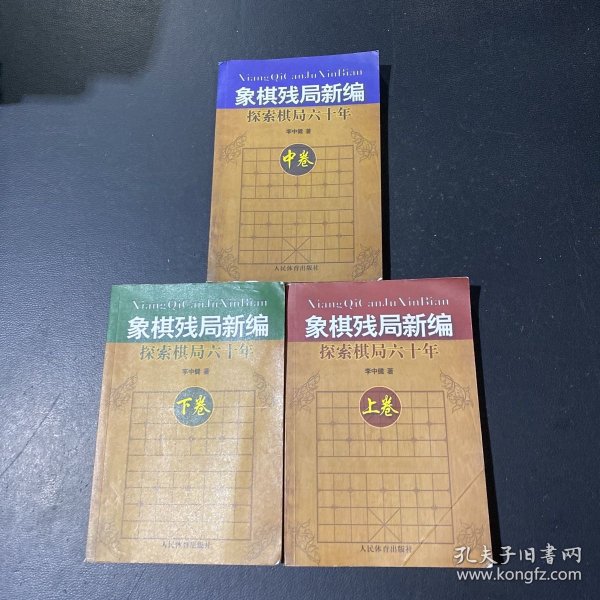 XiangQiCanJuXinBian
象棋残局新编
探索棋局六十年
李中健 著
中卷
人民体育出版社
XiangQiCanJuXinBian
象棋残局新编
探索棋局六十年
李中健 著
下卷
人民体育出版社
XiangQiCanJuXinBian
象棋残局新编
探索棋局六十年
李中健 著
上卷
人民体育出版社
孔夫子旧书网
www.kongfz.com